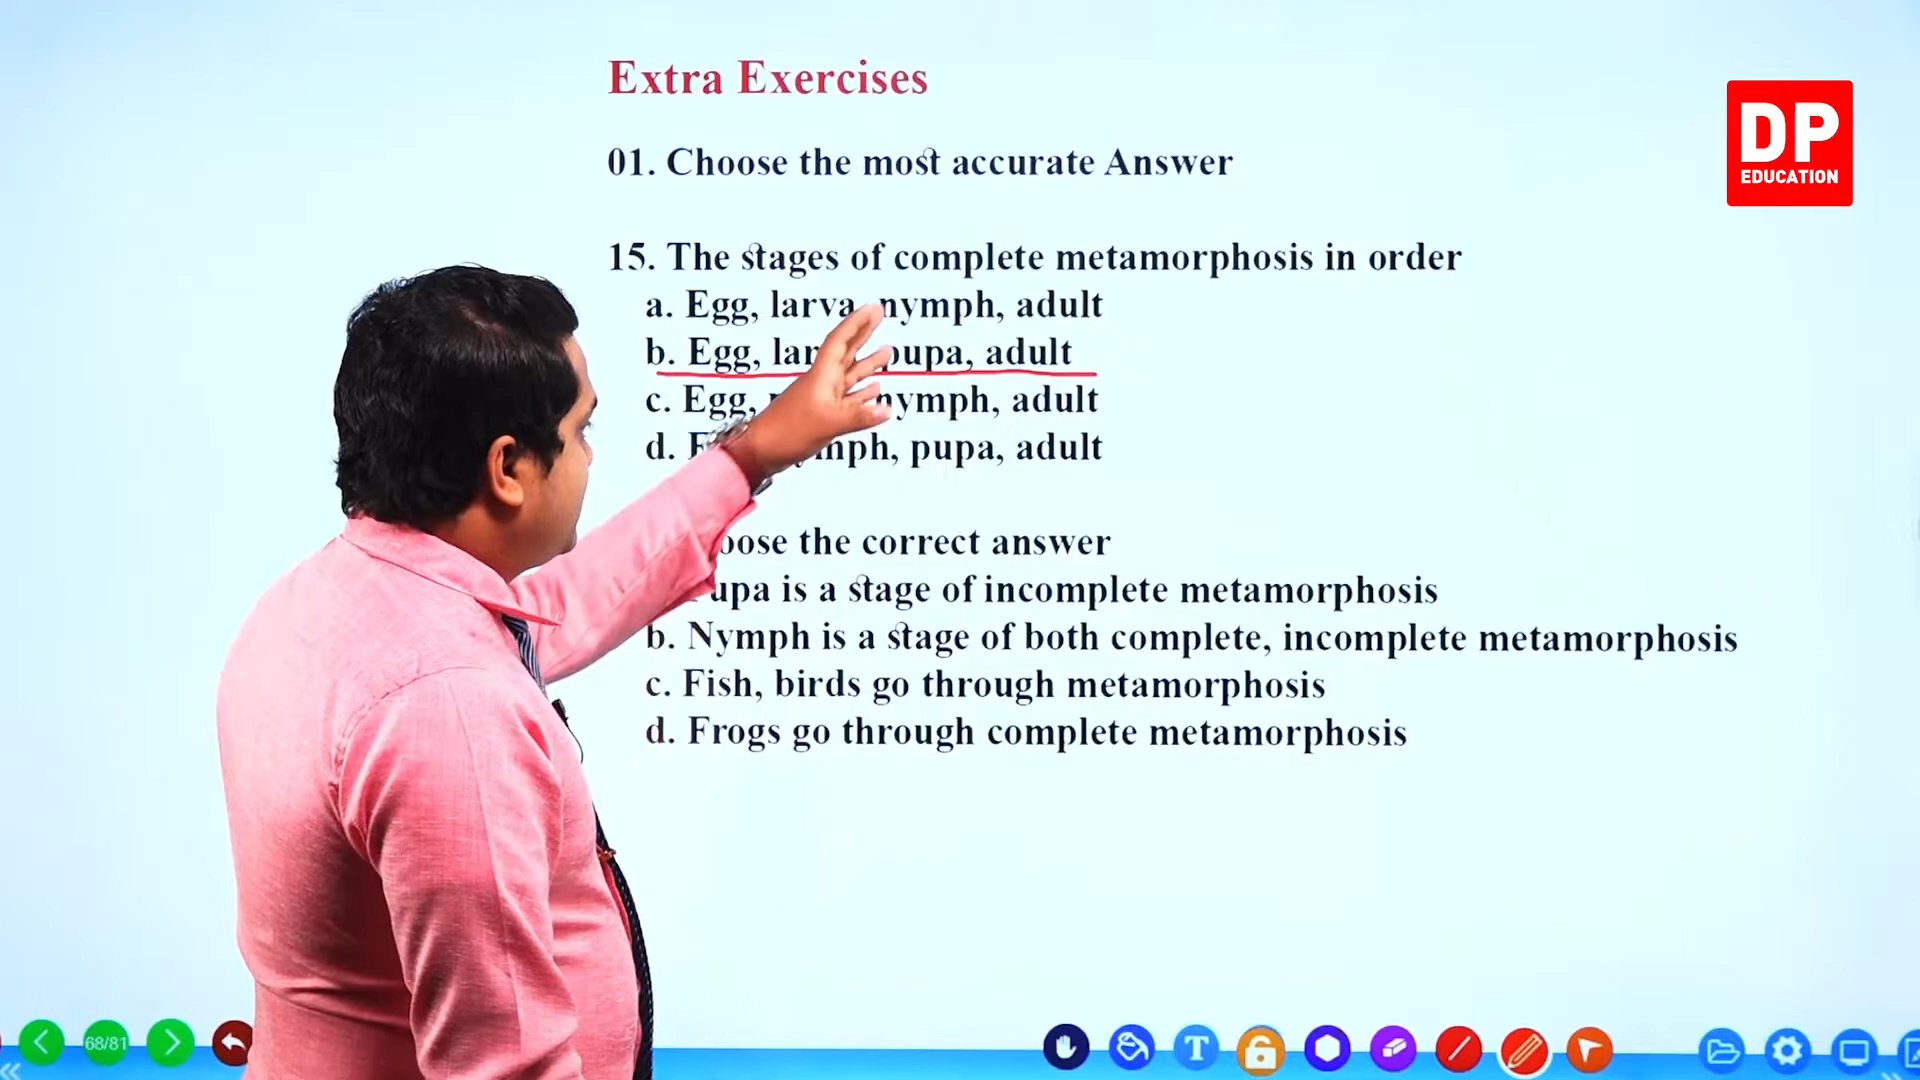 Extra Exercises
DP
EDUCATION
01. Choose the most accurate Answer
15. The stages of complete metamorphosis in order
a. Egg, larva, nymph, adult
b. Egg, pupa, adult
c. Egg, nymph, adult
d. pupa, adult
the correct answer
is a stage of incomplete metamorphosis
b. Nymph is a stage of both complete, incomplete metamorphosis
c. Fish, birds go through metamorphosis
d. Frogs go through complete metamorphosis
68/81
T